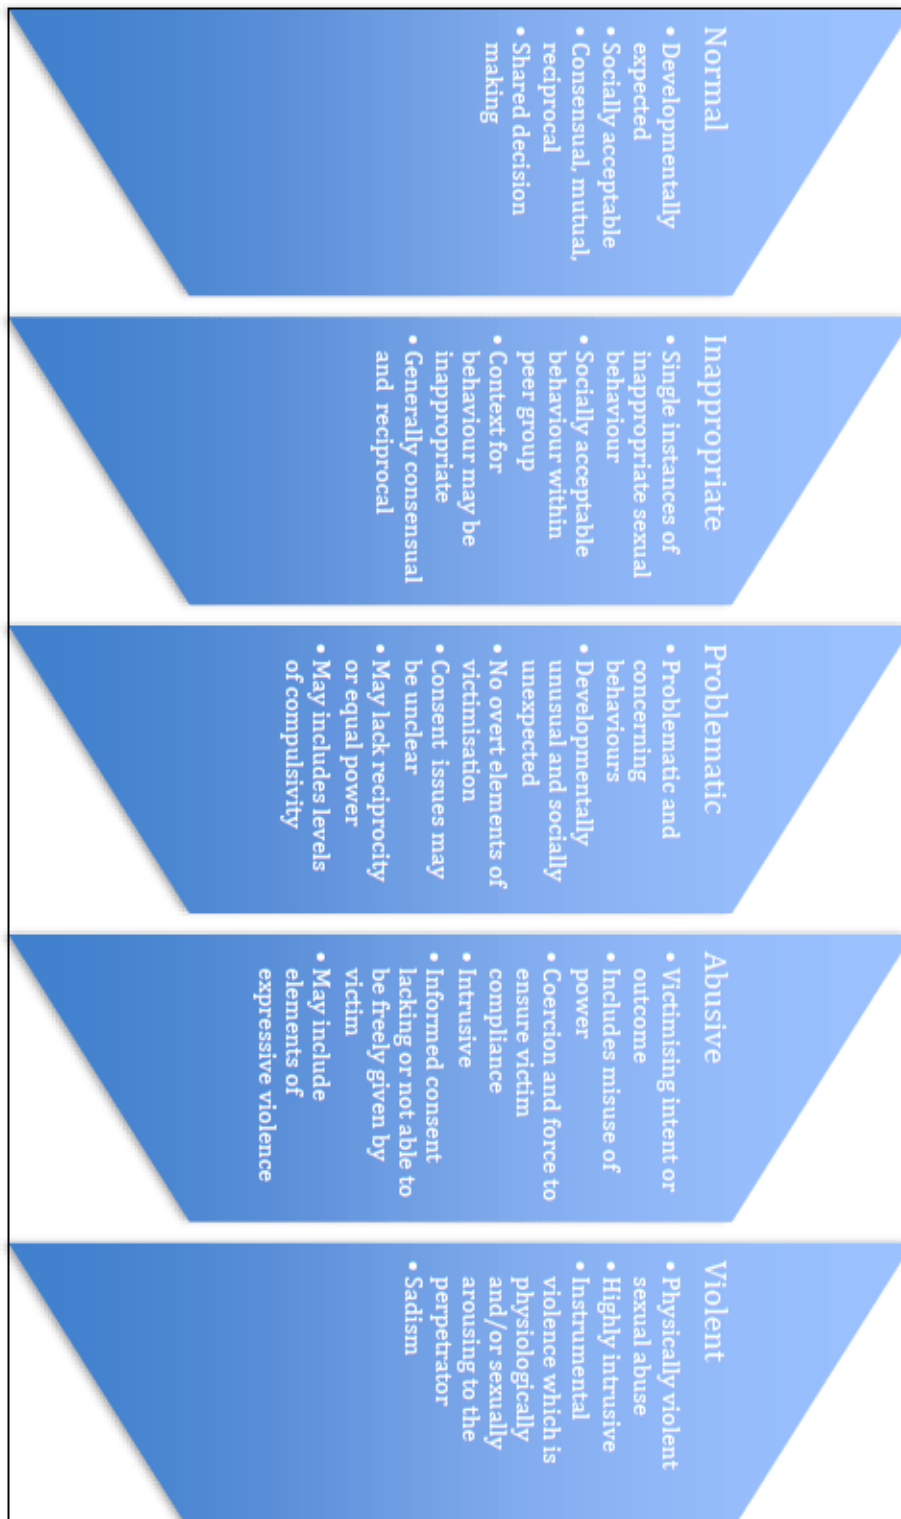 Normal
• Developmentally
expected
• Socially acceptable
• Consensual, mutual,
reciprocal
• Shared decision
making
Inappropriate
• Single instances of
inappropriate sexual
behaviour
• Socially acceptable
behaviour within
peer group
• Context for
behaviour may be
inappropriate
• Generally consensual
and reciprocal
Problematic
• Problematic and
concerning
behaviours
• Developmentally
unusual and socially
unexpected
• No overt elements of
victimisation
• Consent issues may
be unclear
• May lack reciprocity
or equal power
• May includes levels
of compulsivity
Abusive
• Victimising intent or
outcome
• Includes misuse of
power
• Coercion and force to
ensure victim
compliance
• Intrusive
• Informed consent
lacking or not able to
be freely given by
victim
• May include
elements of
expressive violence
Violent
• Physically violent
sexual abuse
• Highly intrusive
• Instrumental
violence which is
physiologically
and/or sexually
arousing to the
perpetrator
• Sadism